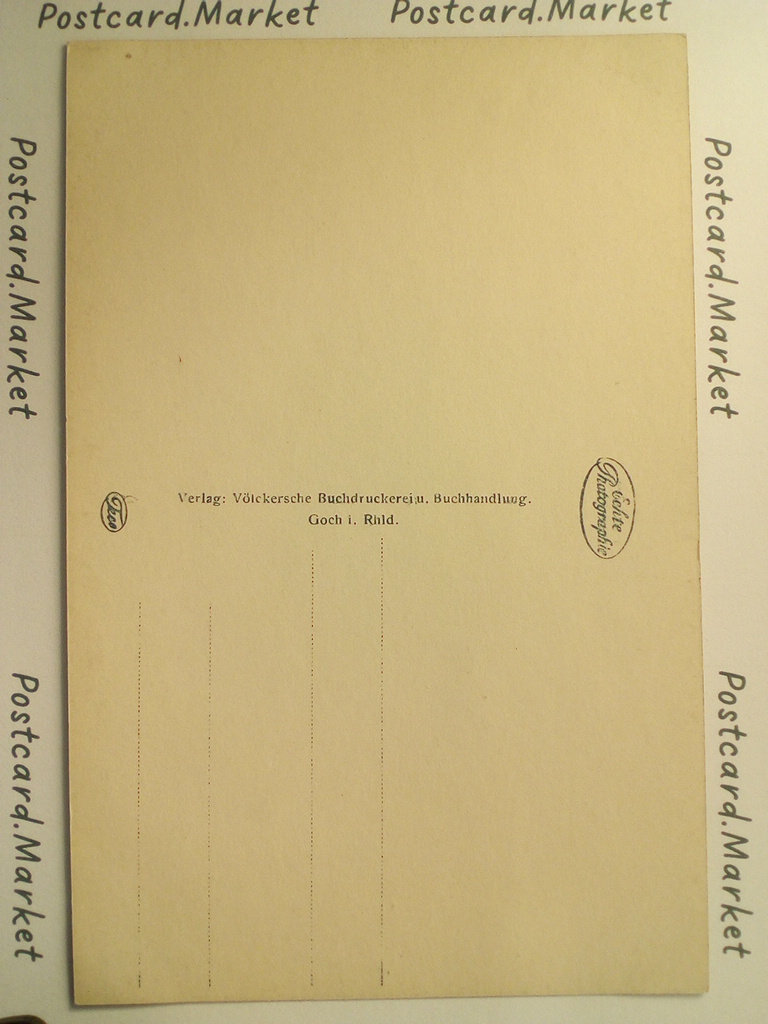 Postcard.Market
Postcard.Market
Postcard.Market
Postcard.Market
Echte
Photographie
Verlag: Völckersche Buchdruckerei u. Buchhandlung.
Goch i. Rhld.
Postcard.Market
Postcard.Market